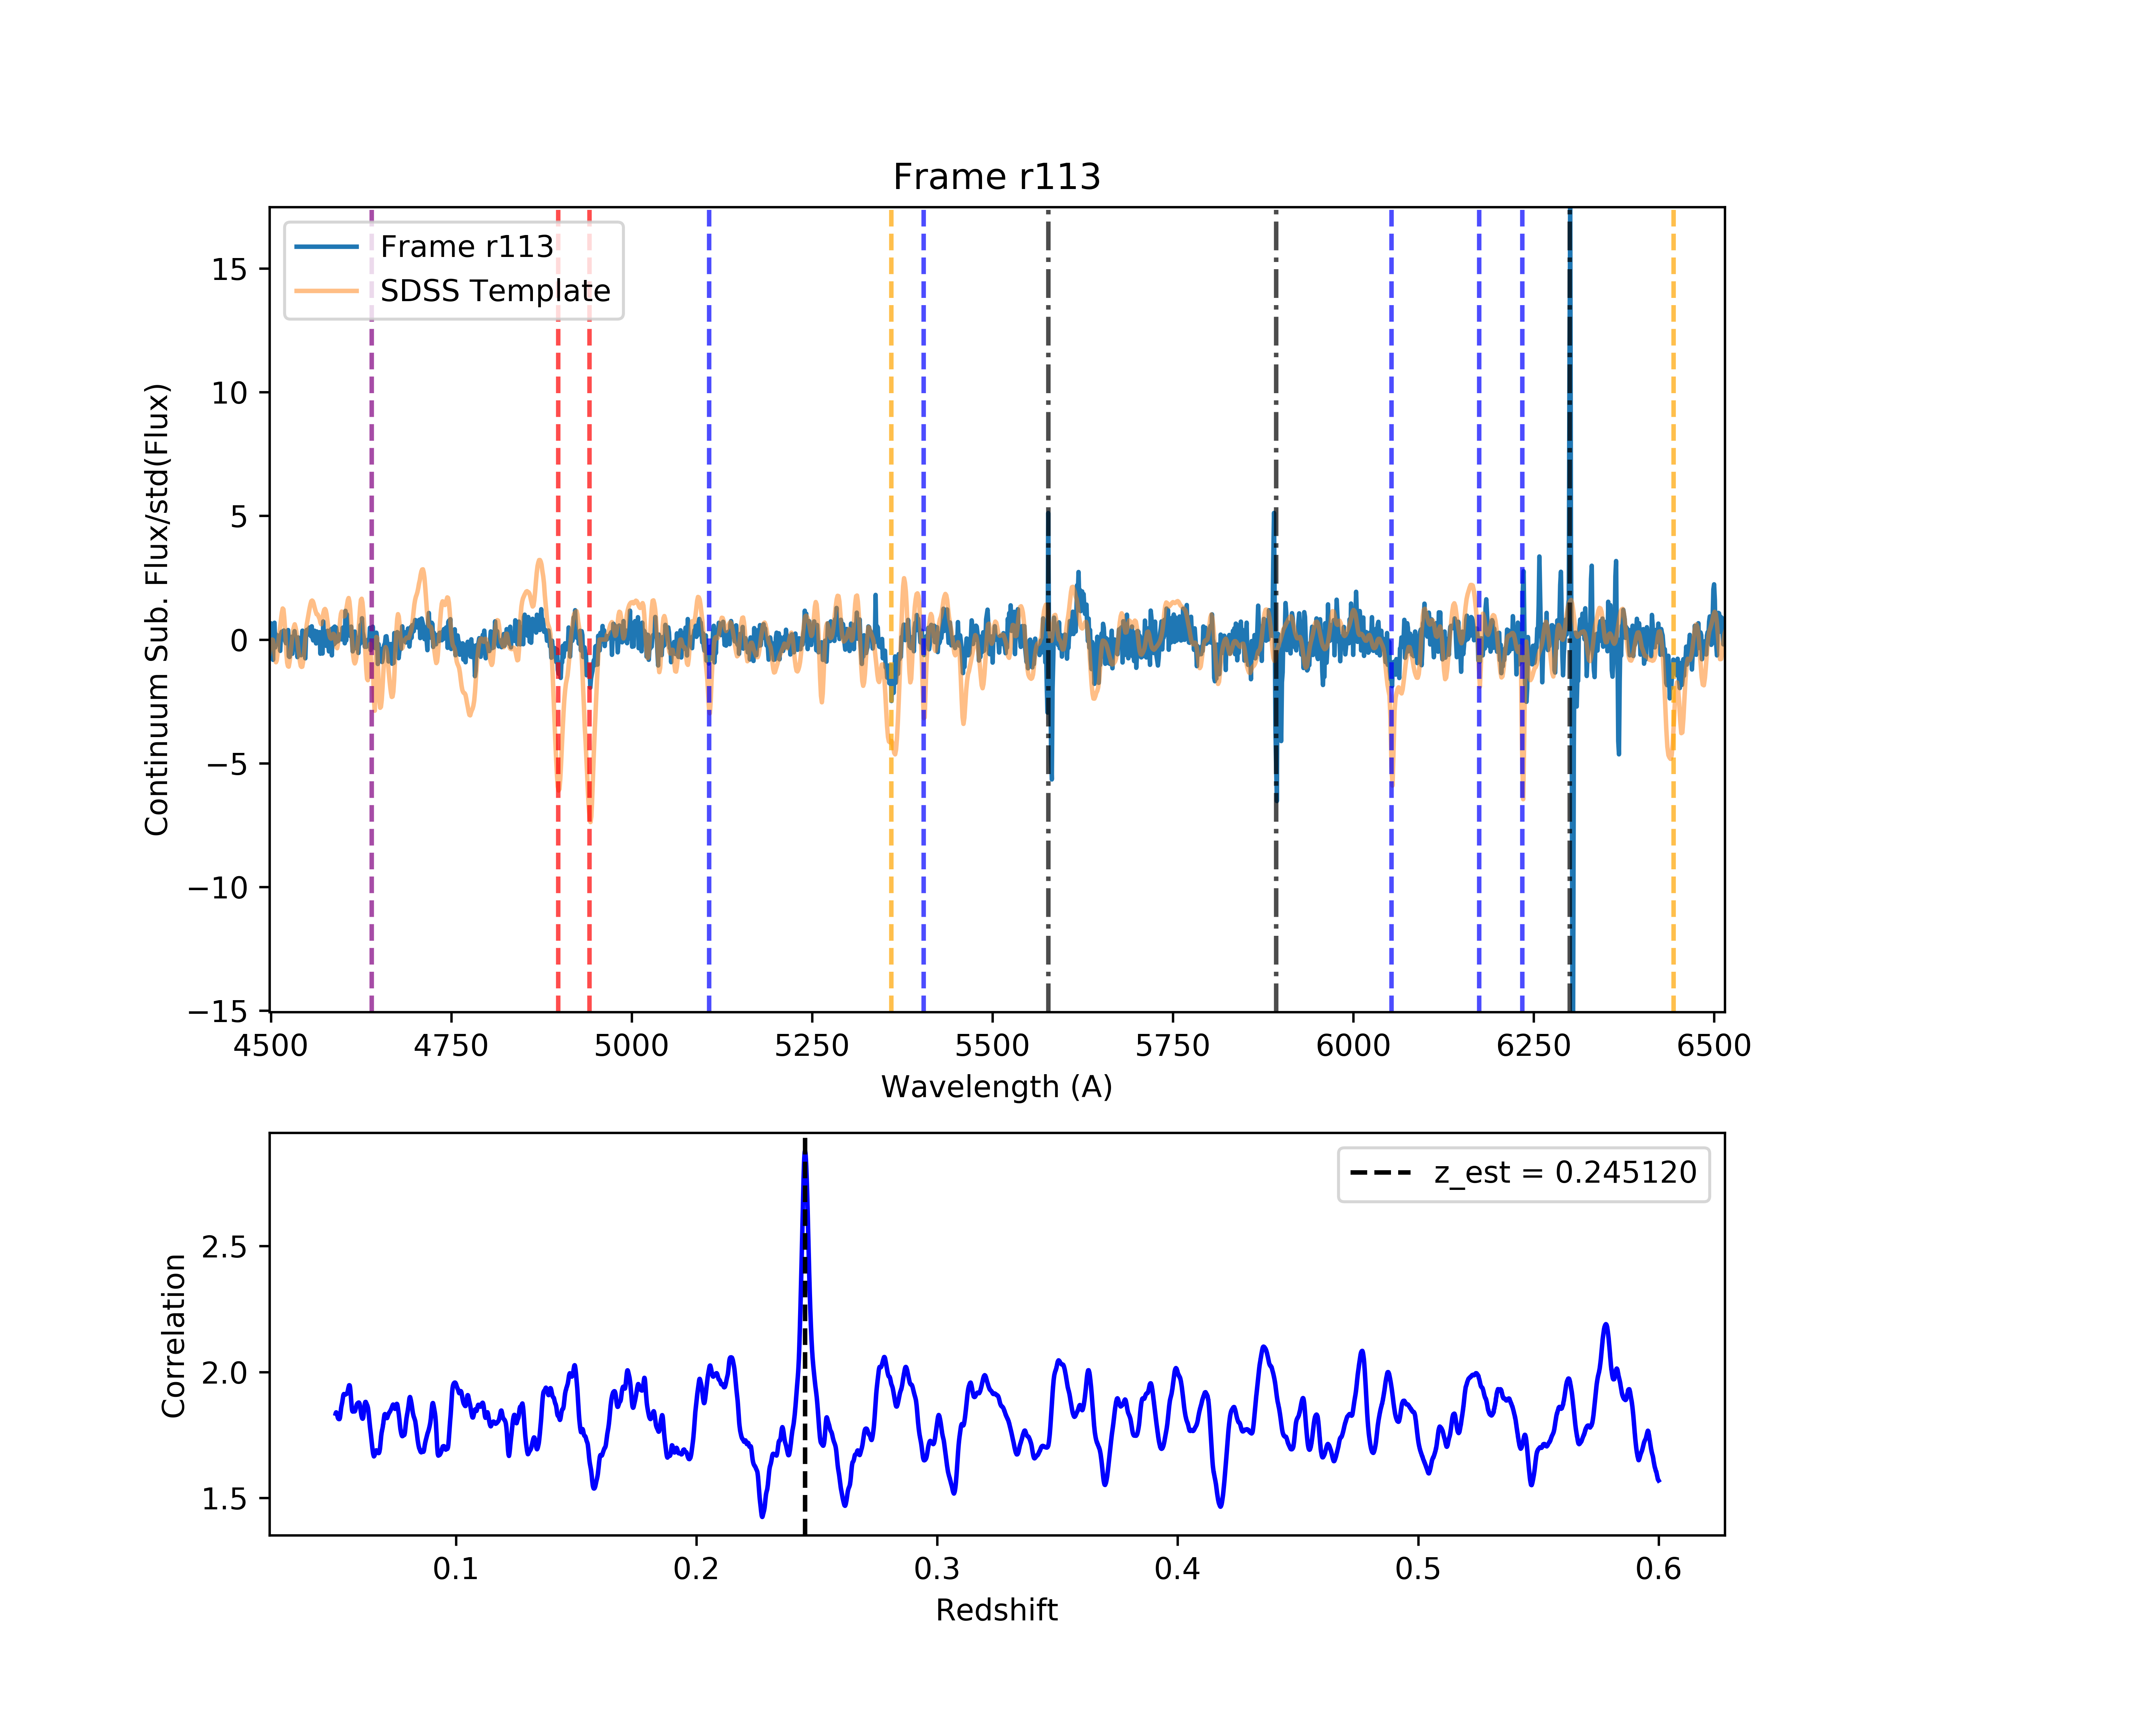 Frame r113
Frame r113
SDSS Template
15
10
5
0
−5
−10
−15
Continuum Sub. Flux/std(Flux)
4500 4750 5000 5250 5500 5750 6000 6250 6500
Wavelength (A)
z_est = 0.245120
2.5
2.0
1.5
Correlation
0.1 0.2 0.3 0.4 0.5 0.6
Redshift